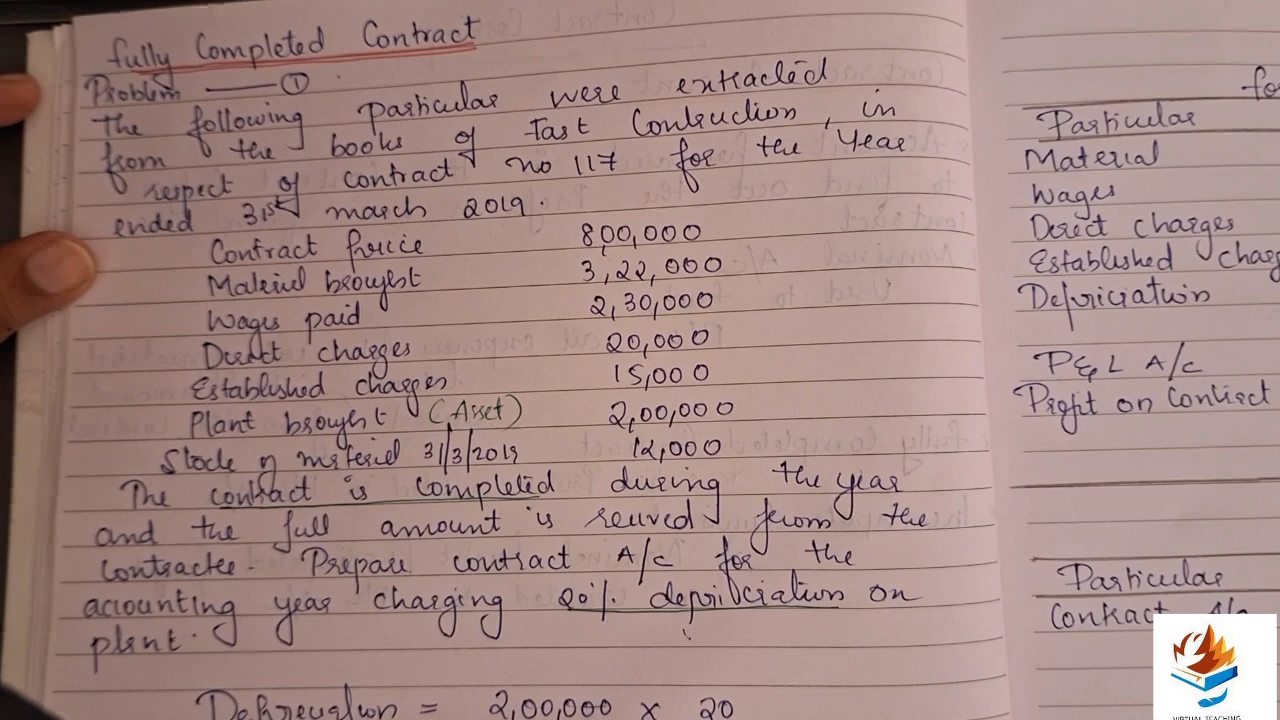 fully Completed Contract
Problem —— ①
The following particular were extracted
from the books of Fast Contruction, in
respect of contract no 117 for the Year
ended 31st march 2019.
Contract price 8,00,000
Material brought 3,22,000
Wages paid 2,30,000
Direct charges 20,000
Established charges 15,000
Plant brought (Asset) 2,00,000
Stock of material 31/3/2019 12,000
The contract is completed during the year
and the full amount is received from the
contractee. Prepare contract A/c for the
accounting year charging 20% depriciation on
plant.
Depreciation = 2,00,000 × 20
fo
Particular
Material
Wages
Direct charges
Established charg
Depriciation
P&L A/c
Profit on Contract
Particular
Contract A/c
VIRTUAL TEACHING